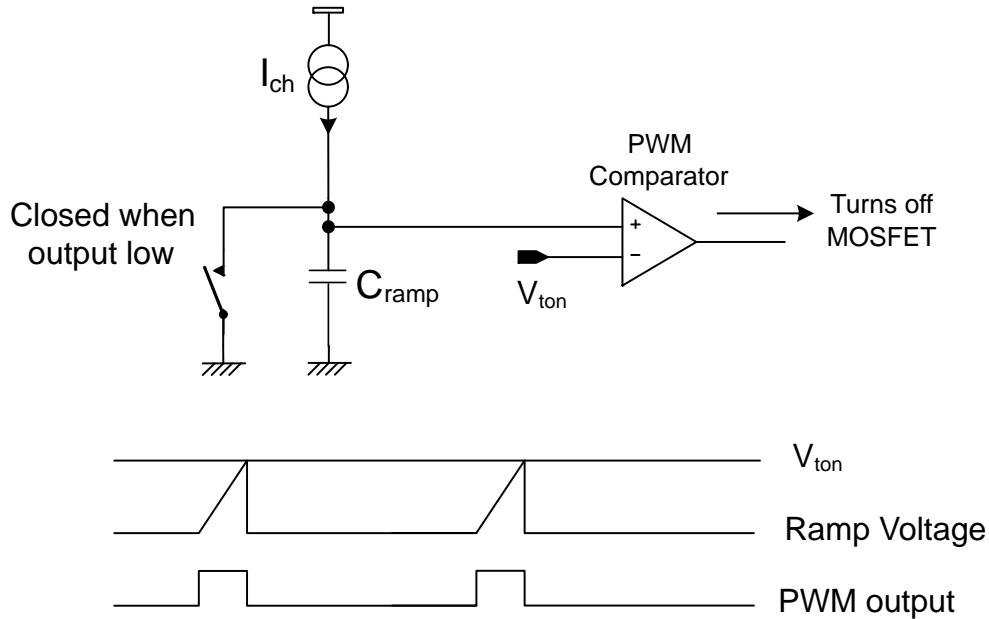 I_ch
PWM
Comparator
Closed when
output low
Turns off
MOSFET
+
−
C_ramp
V_ton
V_ton
Ramp Voltage
PWM output